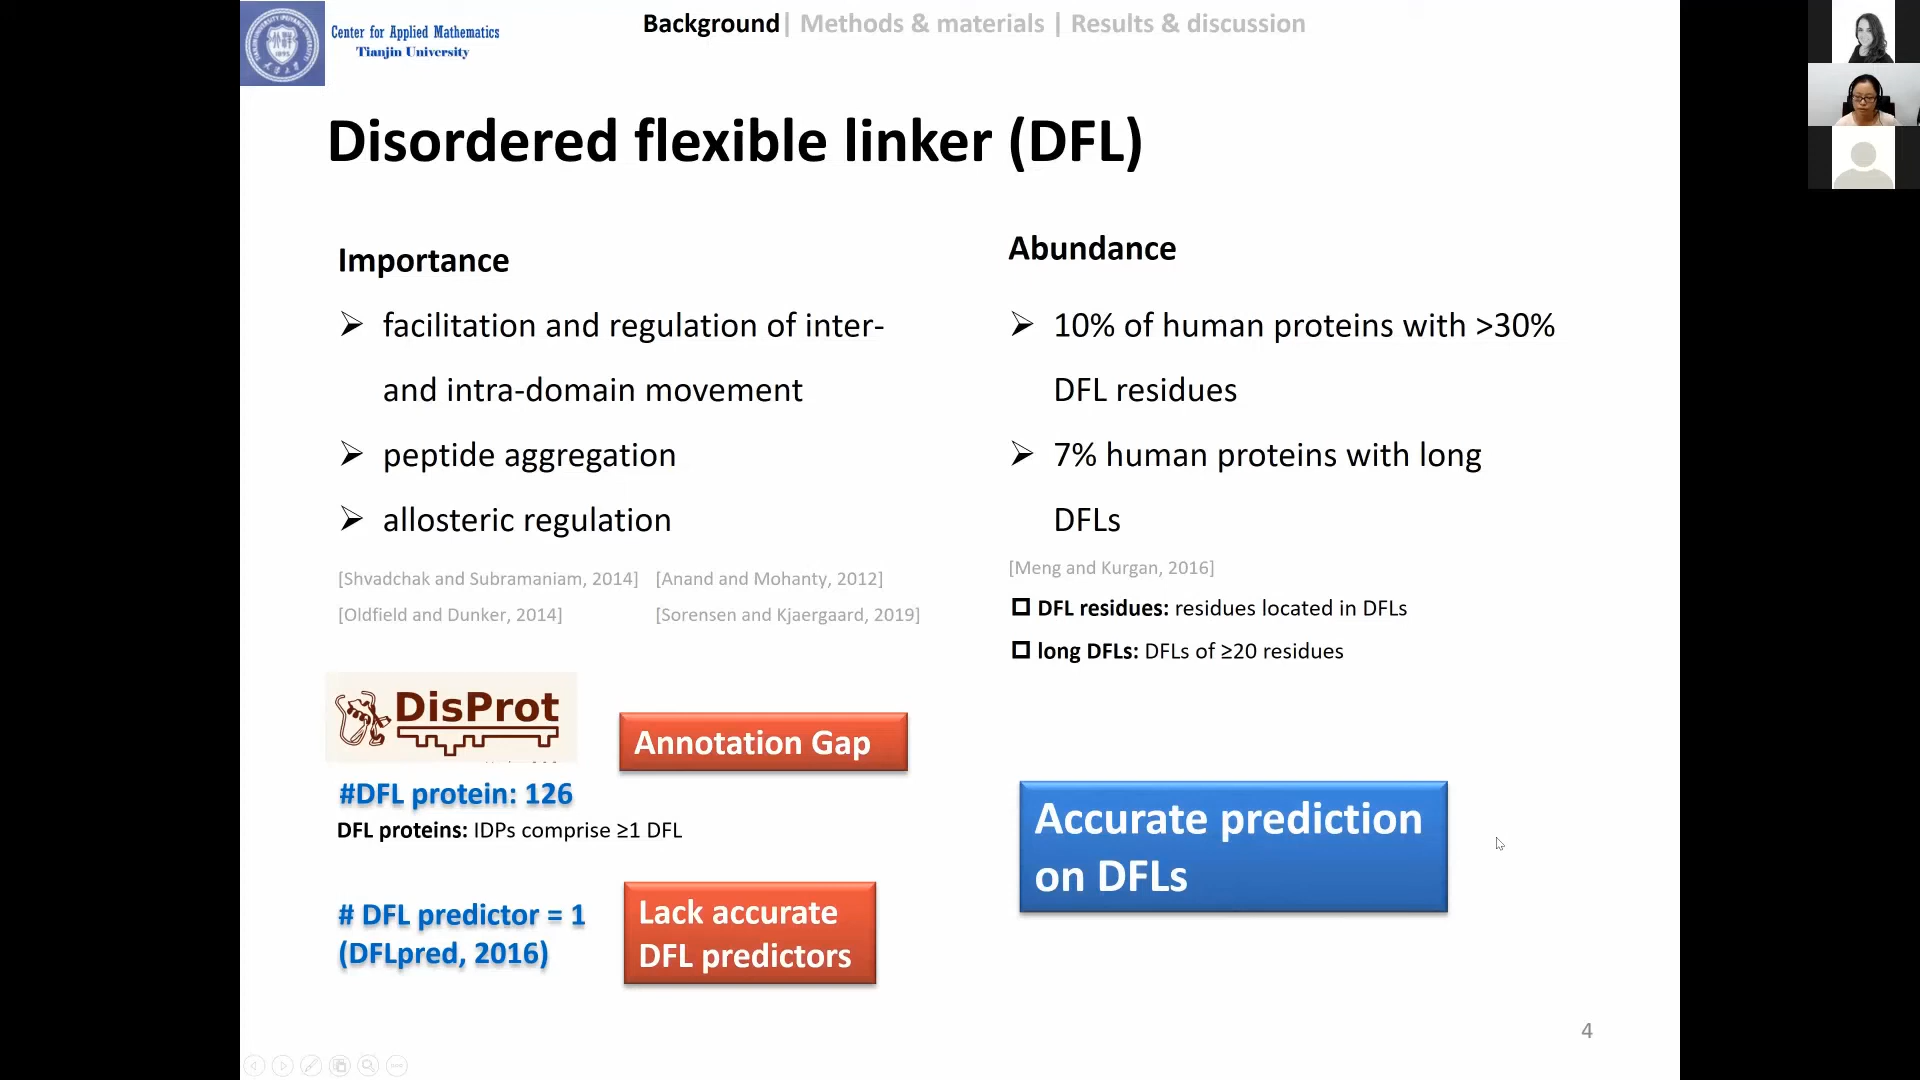 Center for Applied Mathematics
Tianjin University
Background| Methods & materials | Results & discussion
Disordered flexible linker (DFL)
Importance
➢ facilitation and regulation of inter-
and intra-domain movement
➢ peptide aggregation
➢ allosteric regulation
[Shvadchak and Subramaniam, 2014] [Anand and Mohanty, 2012]
[Oldfield and Dunker, 2014] [Sorensen and Kjaergaard, 2019]
Abundance
➢ 10% of human proteins with >30%
DFL residues
➢ 7% human proteins with long
DFLs
[Meng and Kurgan, 2016]
DFL residues: residues located in DFLs
long DFLs: DFLs of ≥20 residues
DisProt
Annotation Gap
#DFL protein: 126
DFL proteins: IDPs comprise ≥1 DFL
# DFL predictor = 1
(DFLpred, 2016)
Lack accurate
DFL predictors
Accurate prediction
on DFLs
4